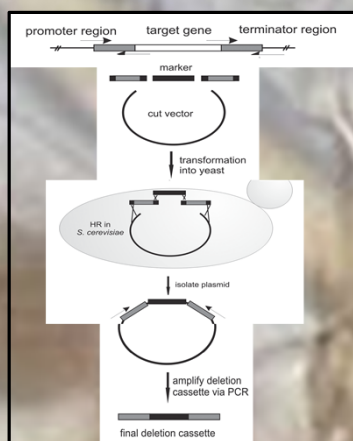 promoter region target gene terminator region
marker
cut vector
transformation
into yeast
HR in
S. cerevisiae
isolate plasmid
amplify deletion
cassette via PCR
final deletion cassette